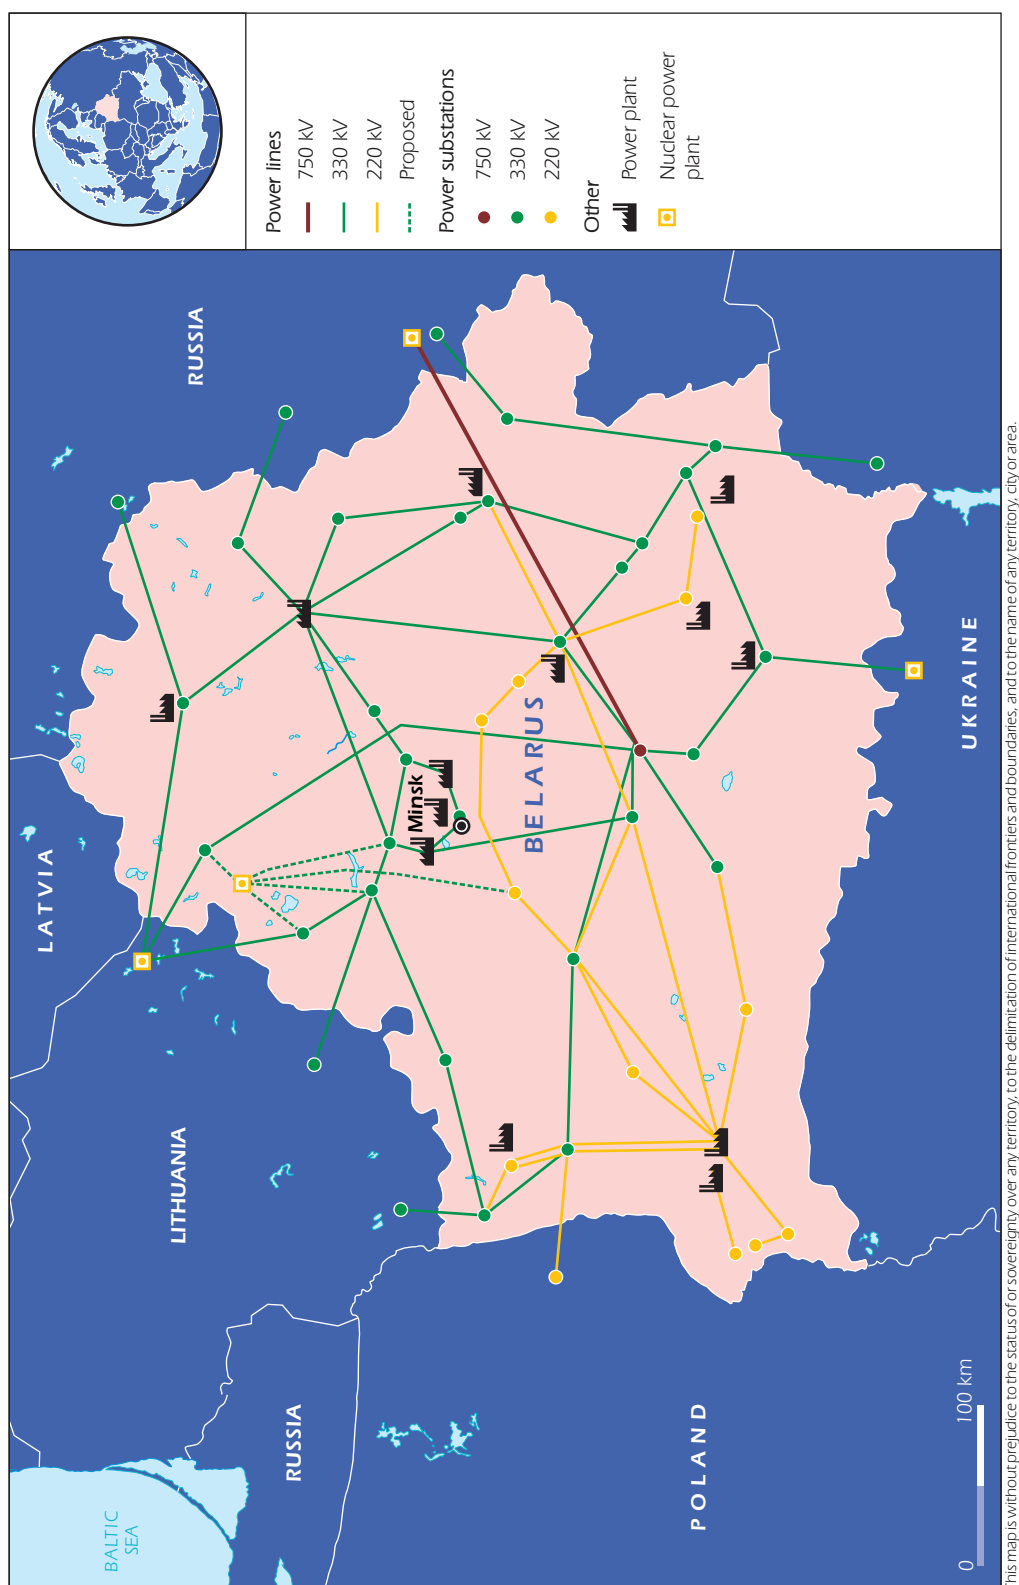 Power lines
750 kV
330 kV
220 kV
Proposed
Power substations
750 kV
330 kV
220 kV
Other
Power plant
Nuclear power
plant
RUSSIA
LATVIA
LITHUANIA
BELARUS
Minsk
UKRAINE
RUSSIA
POLAND
BALTIC
SEA
0
100 km
This map is without prejudice to the status of or sovereignty over any territory, to the delimitation of international frontiers and boundaries, and to the name of any territory, city or area.